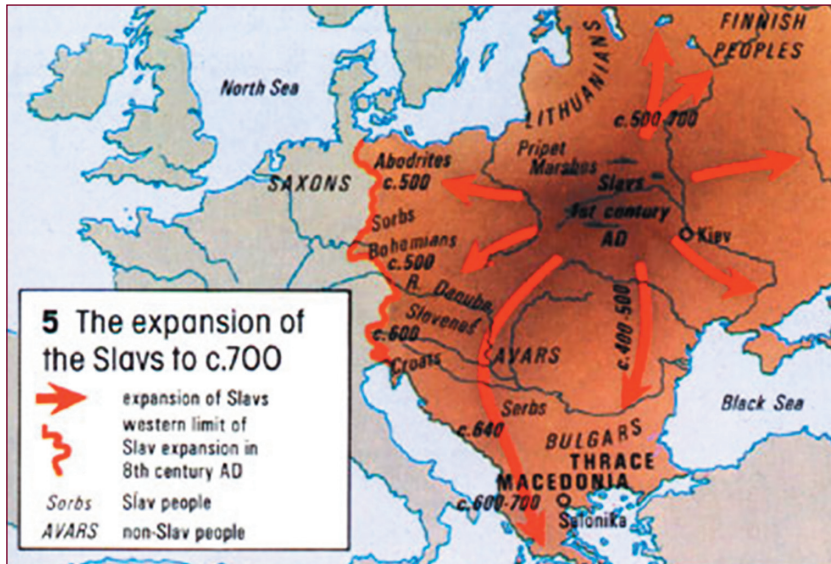 FINNISH
PEOPLES
North Sea
LITHUANIANS
c.500-700
Pripet
Marshes
Abodrites
c.500
SAXONS
Slavs
1st century
AD
Kiev
Sorbs
Bohemians
c.500
R. Danube
Slovenes
c.600
Croats
AVARS
c.400-500
Serbs
c.640
BULGARS
Black Sea
THRACE
MACEDONIA
c.600-700
Salonika
5 The expansion of
the Slavs to c.700
expansion of Slavs
western limit of
Slav expansion in
8th century AD
Sorbs Slav people
AVARS non-Slav people